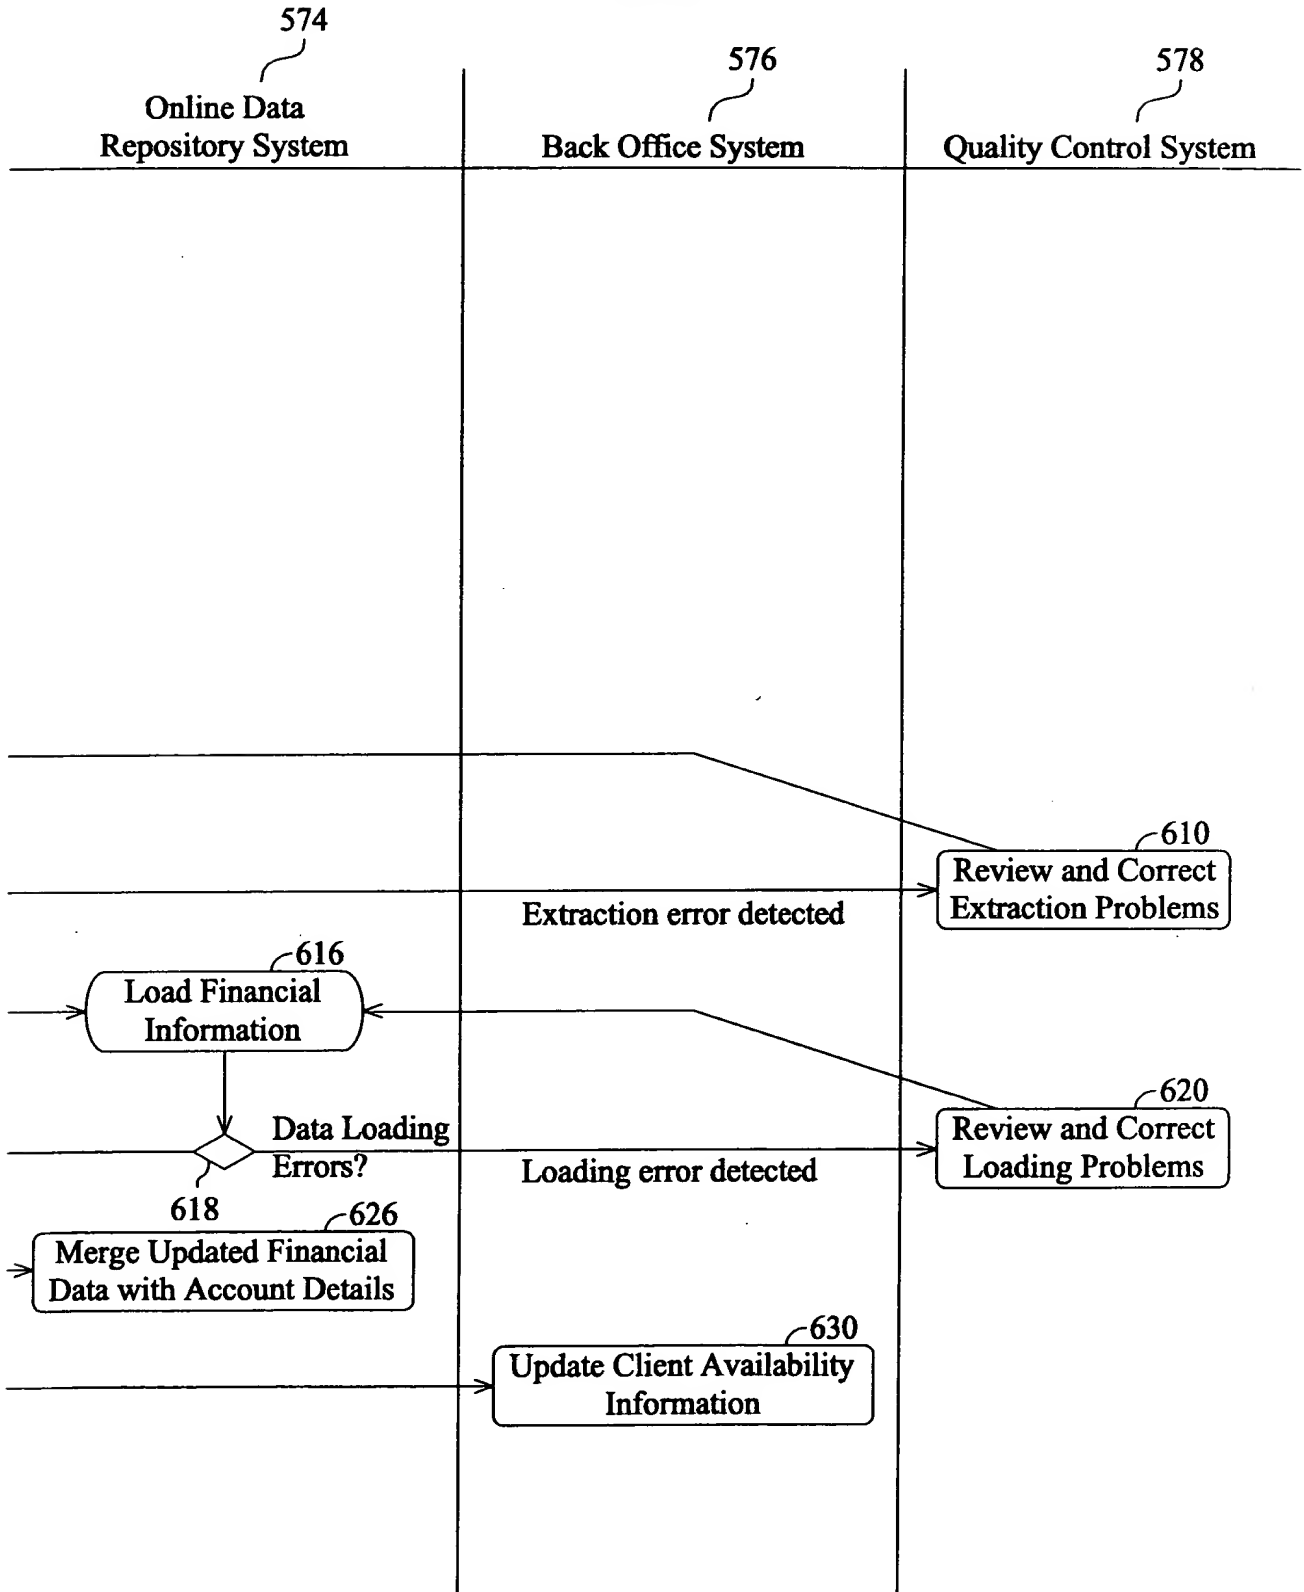 574
576
578
Online Data
Repository System
Back Office System
Quality Control System
610
Review and Correct
Extraction Problems
Extraction error detected
616
Load Financial
Information
620
Review and Correct
Loading Problems
Data Loading
Errors?
Loading error detected
618
626
Merge Updated Financial
Data with Account Details
630
Update Client Availability
Information